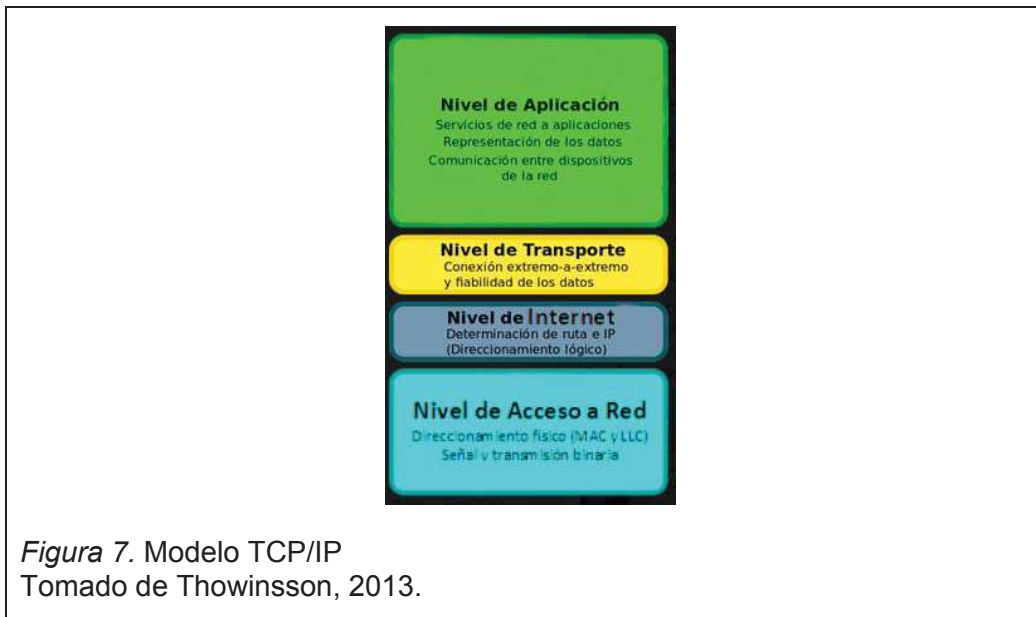 Nivel de Aplicación
Servicios de red a aplicaciones
Representación de los datos
Comunicación entre dispositivos
de la red
Nivel de Transporte
Conexión extremo-a-extremo
y fiabilidad de los datos
Nivel de Internet
Determinación de ruta e IP
(Direccionamiento lógico)
Nivel de Acceso a Red
Direccionamiento físico (MAC y LLC)
Señal y transmisión binaria
Figura 7. Modelo TCP/IP
Tomado de Thowinsson, 2013.